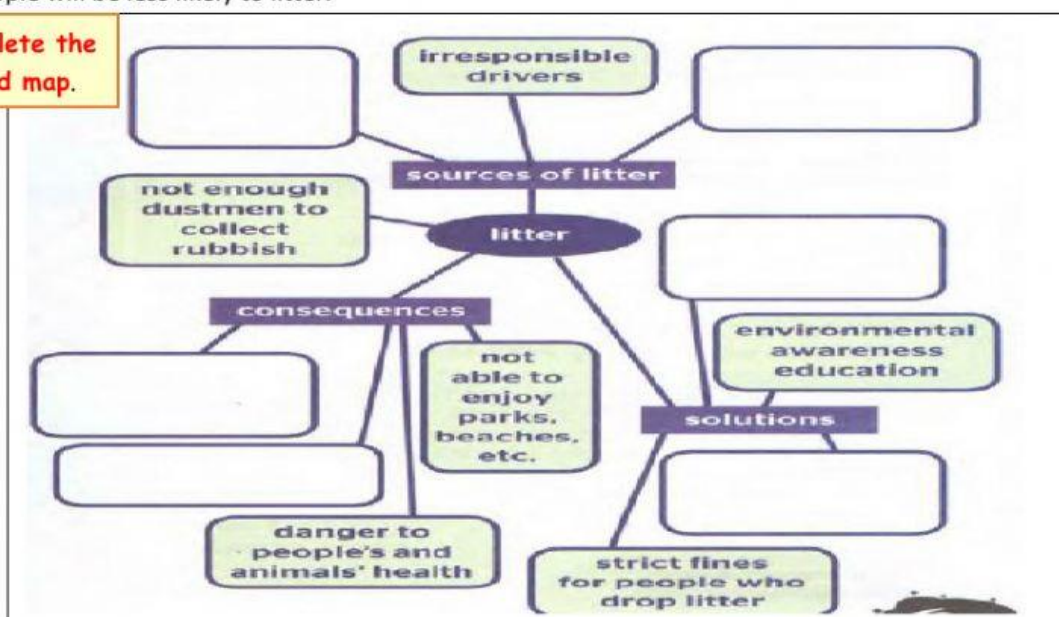 lete the
d map.
irresponsible
drivers
sources of litter
not enough
dustmen to
collect
rubbish
litter
consequences
environmental
awareness
education
not
able to
enjoy
parks,
beaches,
etc.
solutions
danger to
people's and
animals' health
strict fines
for people who
drop litter